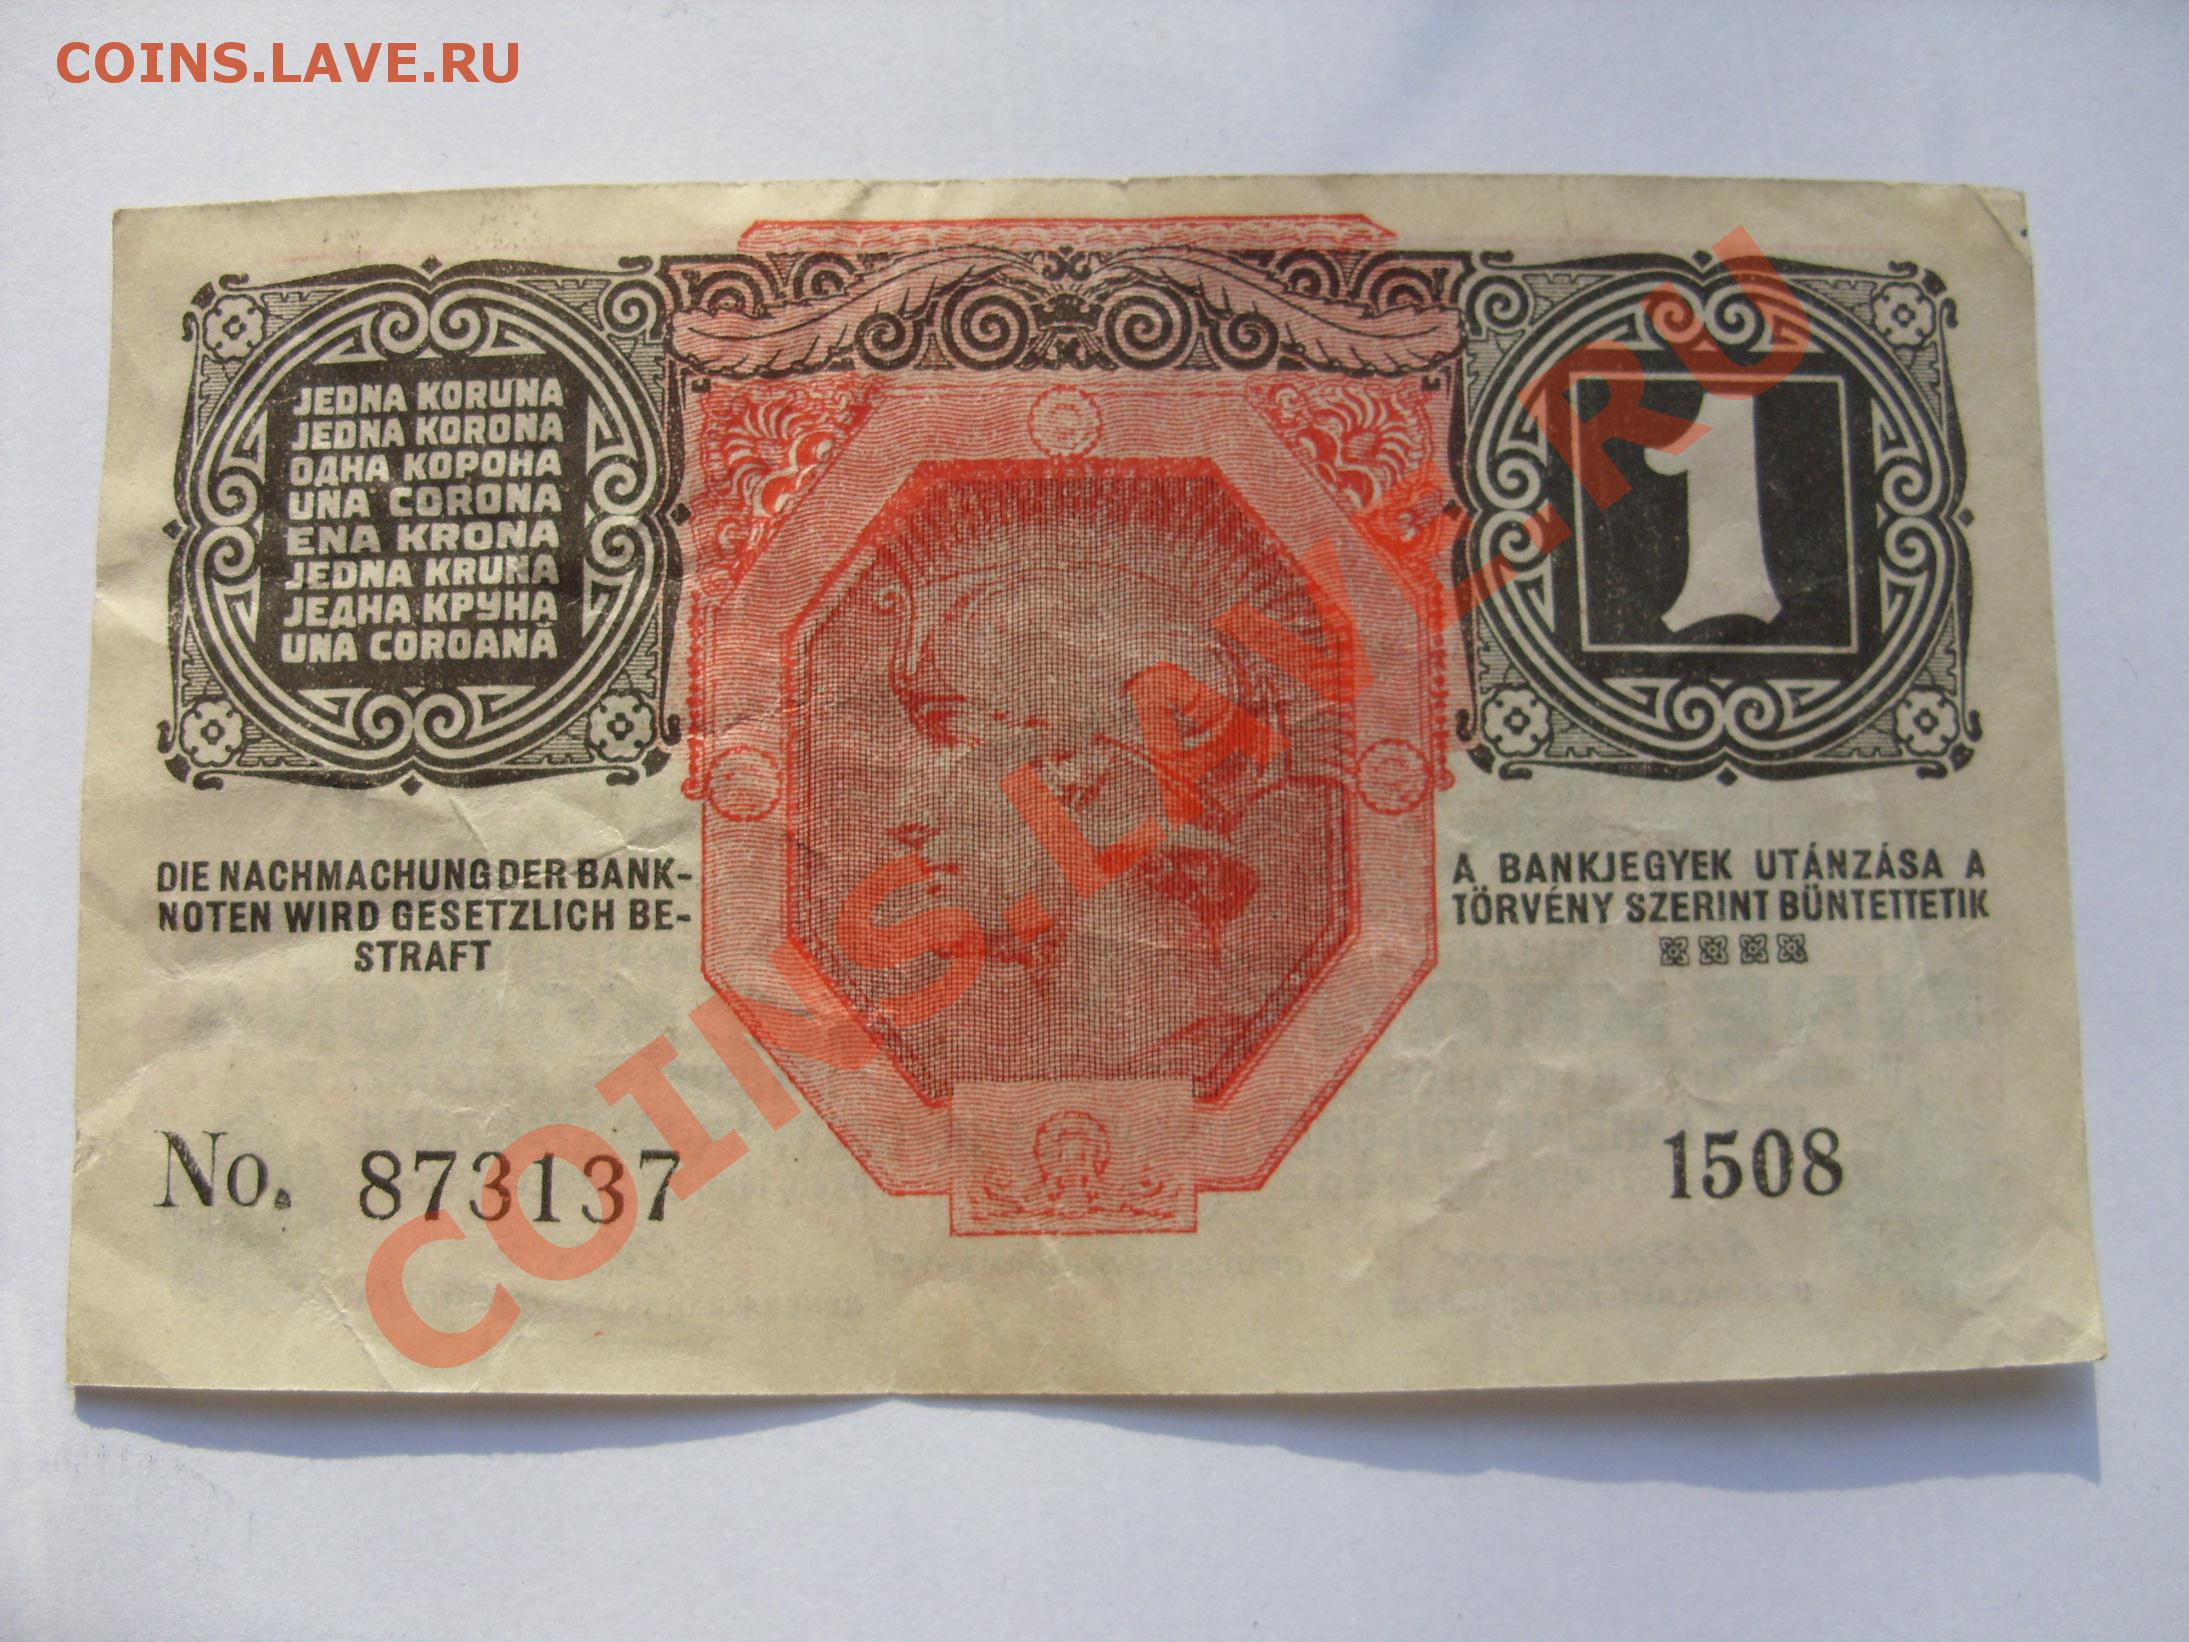 COINS.LAVE.RU
JEDNA KORUNA
JEDNA KORONA
ОДНА КОРОНА
UNA CORONA
ENA KRONA
JEDNA KRUNA
ЈЕДНА КРУНА
UNA COROANĂ
1
DIE NACHMACHUNG DER BANK-
NOTEN WIRD GESETZLICH BE-
STRAFT
A BANKJEGYEK UTÁNZÁSA A
TÖRVÉNY SZERINT BÜNTETTETIK
No. 873137
1508
COINS.LAVE.RU